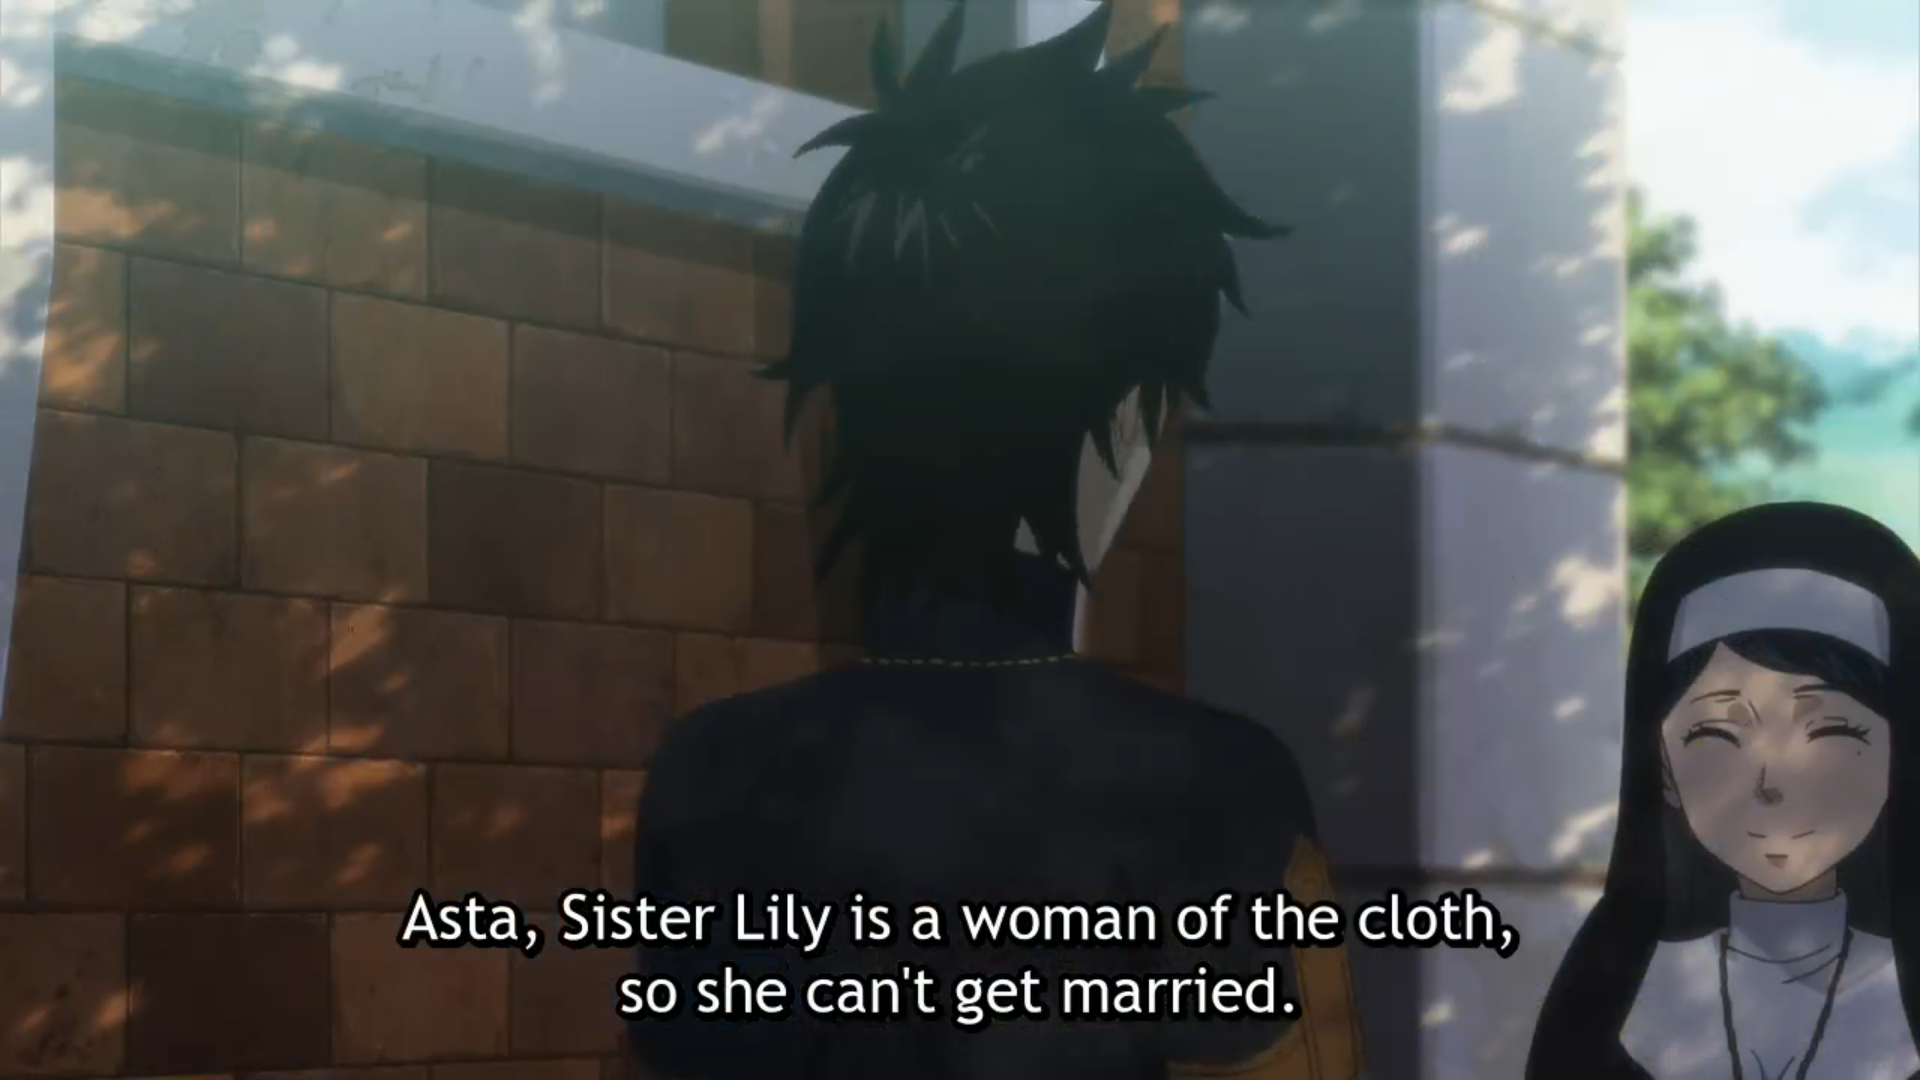 Asta, Sister Lily is a woman of the cloth,
so she can't get married.